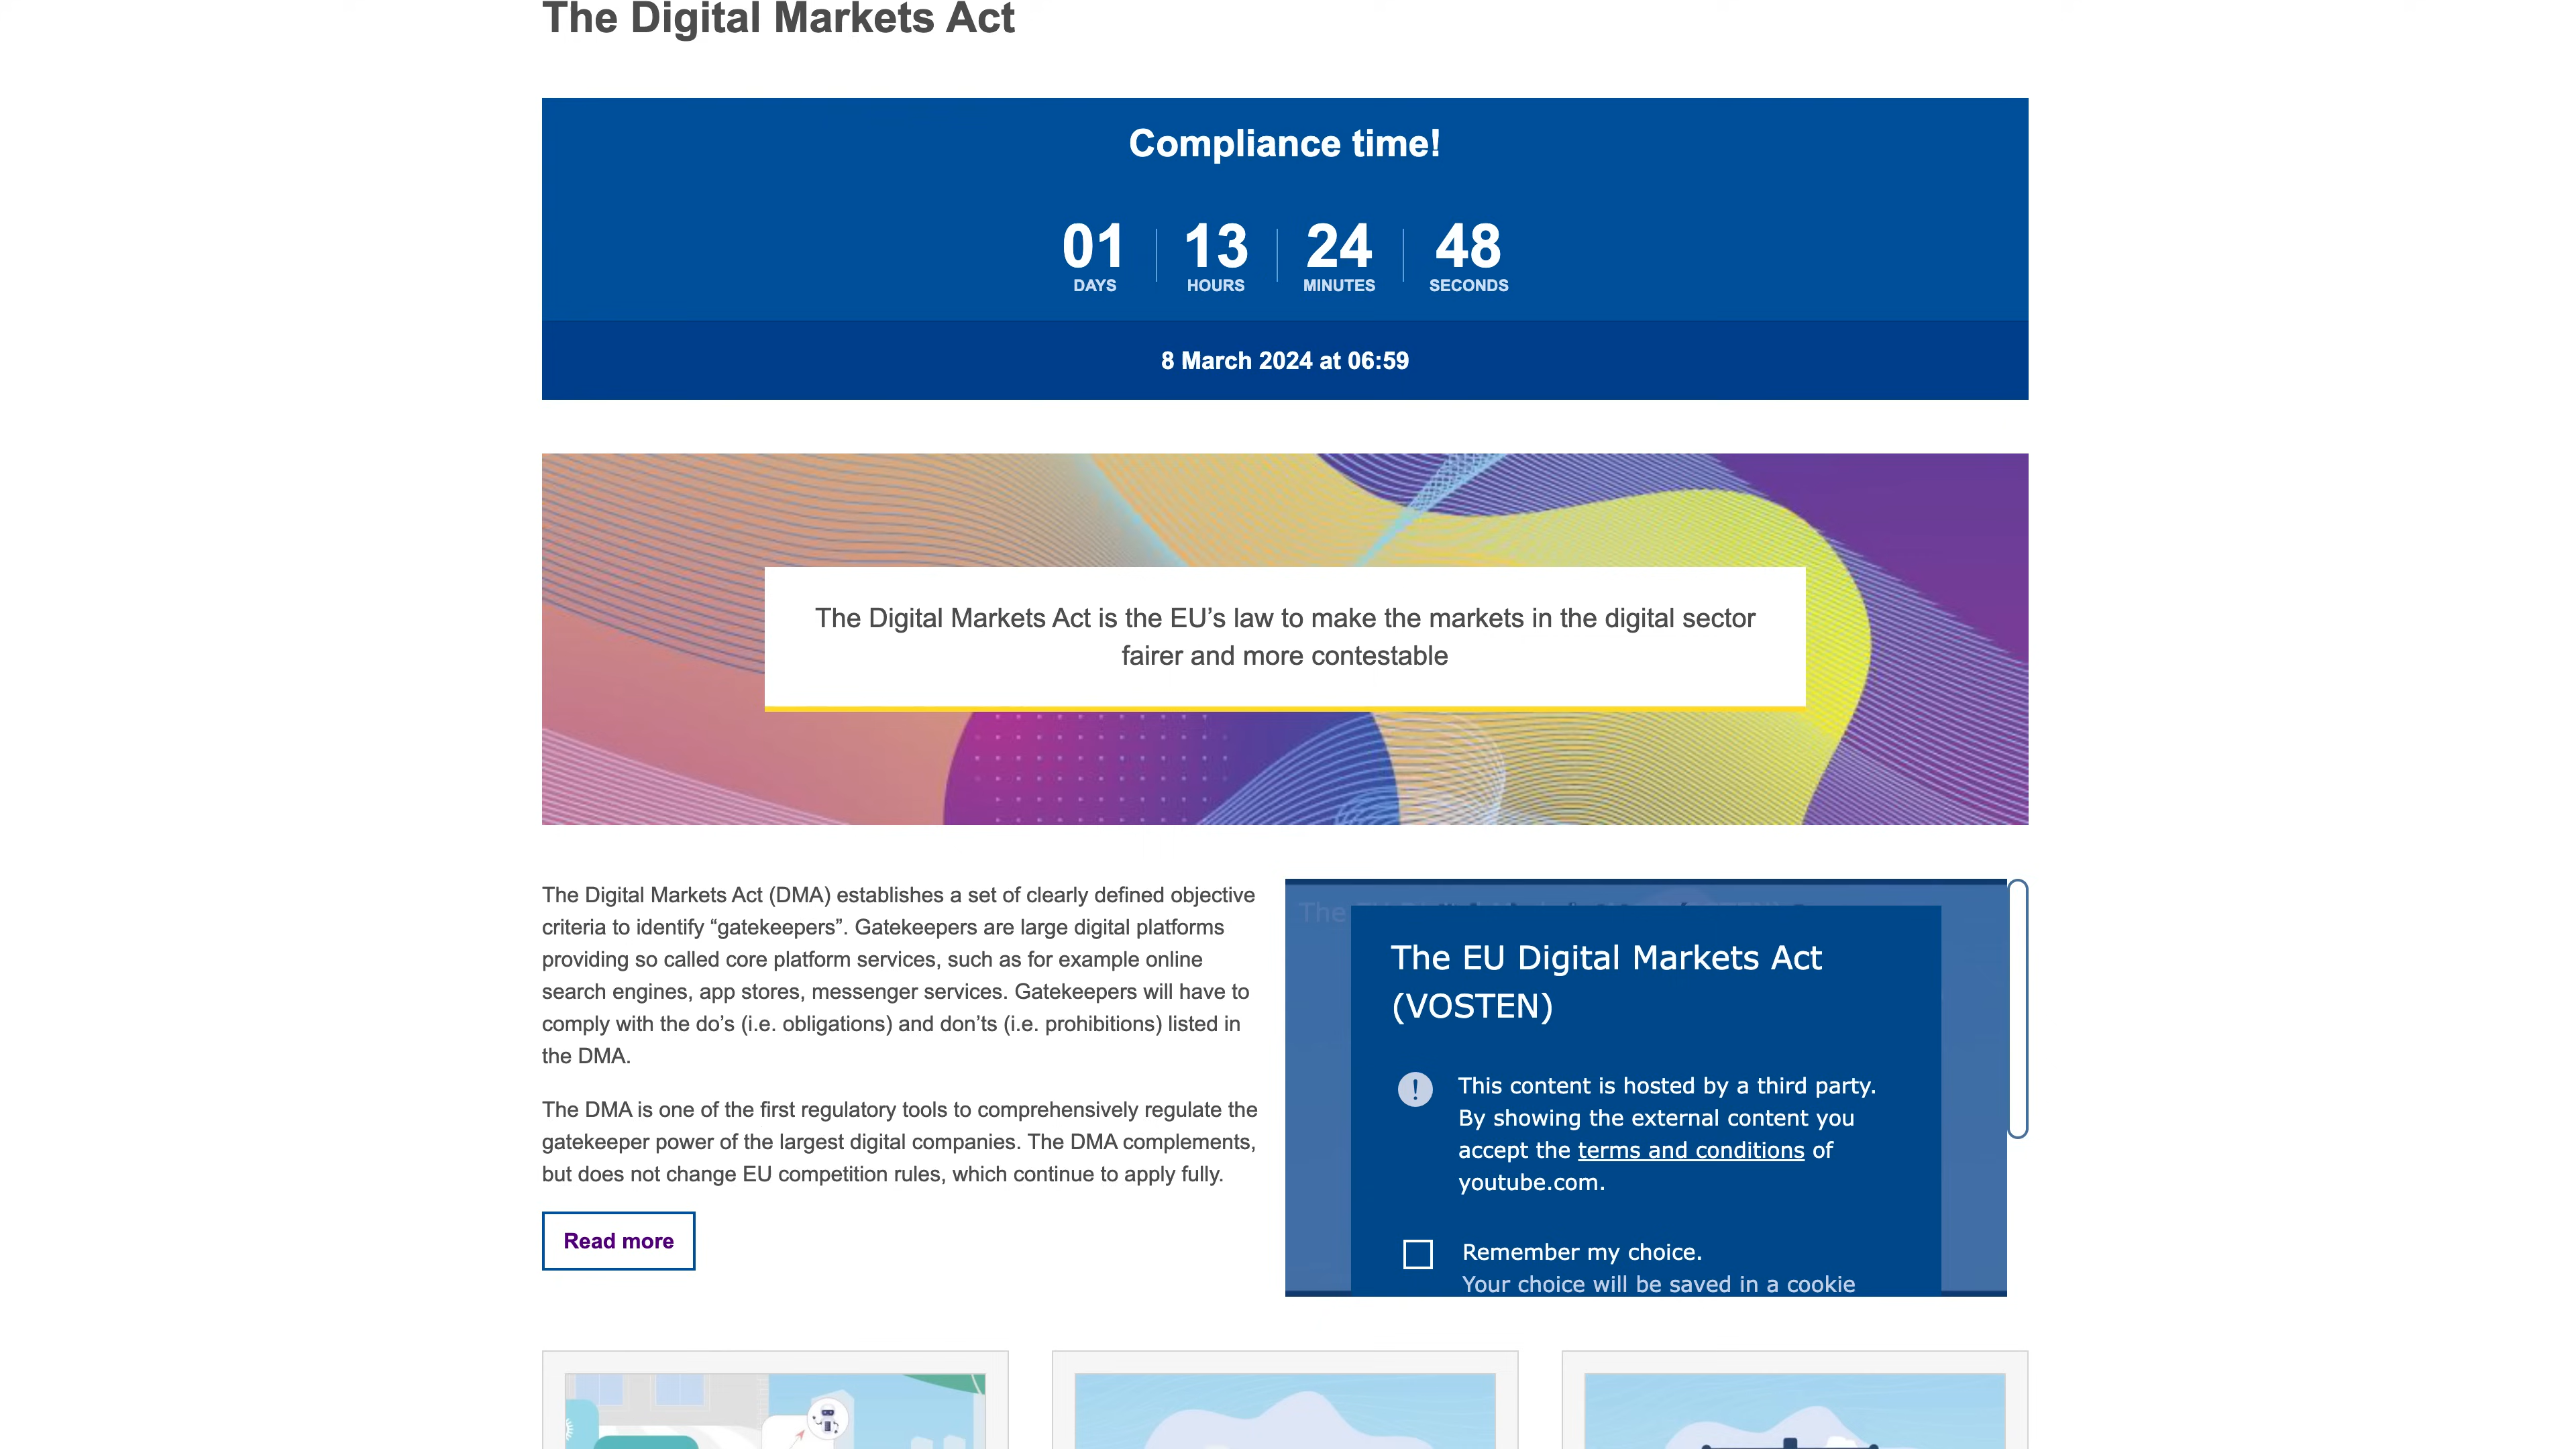 The Digital Markets Act
Compliance time!
01 13 24 48
DAYS HOURS MINUTES SECONDS
8 March 2024 at 06:59
The Digital Markets Act is the EU’s law to make the markets in the digital sector
fairer and more contestable
The Digital Markets Act (DMA) establishes a set of clearly defined objective
criteria to identify “gatekeepers”. Gatekeepers are large digital platforms
providing so called core platform services, such as for example online
search engines, app stores, messenger services. Gatekeepers will have to
comply with the do’s (i.e. obligations) and don’ts (i.e. prohibitions) listed in
the DMA.
The DMA is one of the first regulatory tools to comprehensively regulate the
gatekeeper power of the largest digital companies. The DMA complements,
but does not change EU competition rules, which continue to apply fully.
Read more
The
The EU Digital Markets Act
(VOSTEN)
This content is hosted by a third party.
By showing the external content you
accept the terms and conditions of
youtube.com.
Remember my choice.
Your choice will be saved in a cookie